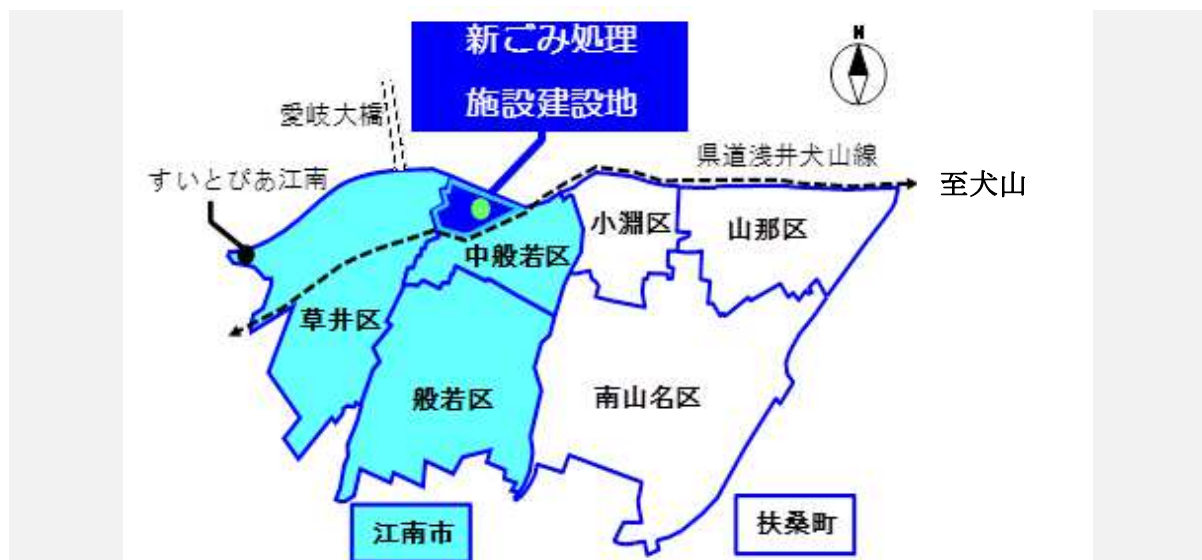 新ごみ処理
施設建設地
N
愛岐大橋
県道浅井犬山線
すいとぴあ江南
至犬山
小淵区
山那区
中般若区
草井区
般若区
南山名区
江南市
扶桑町